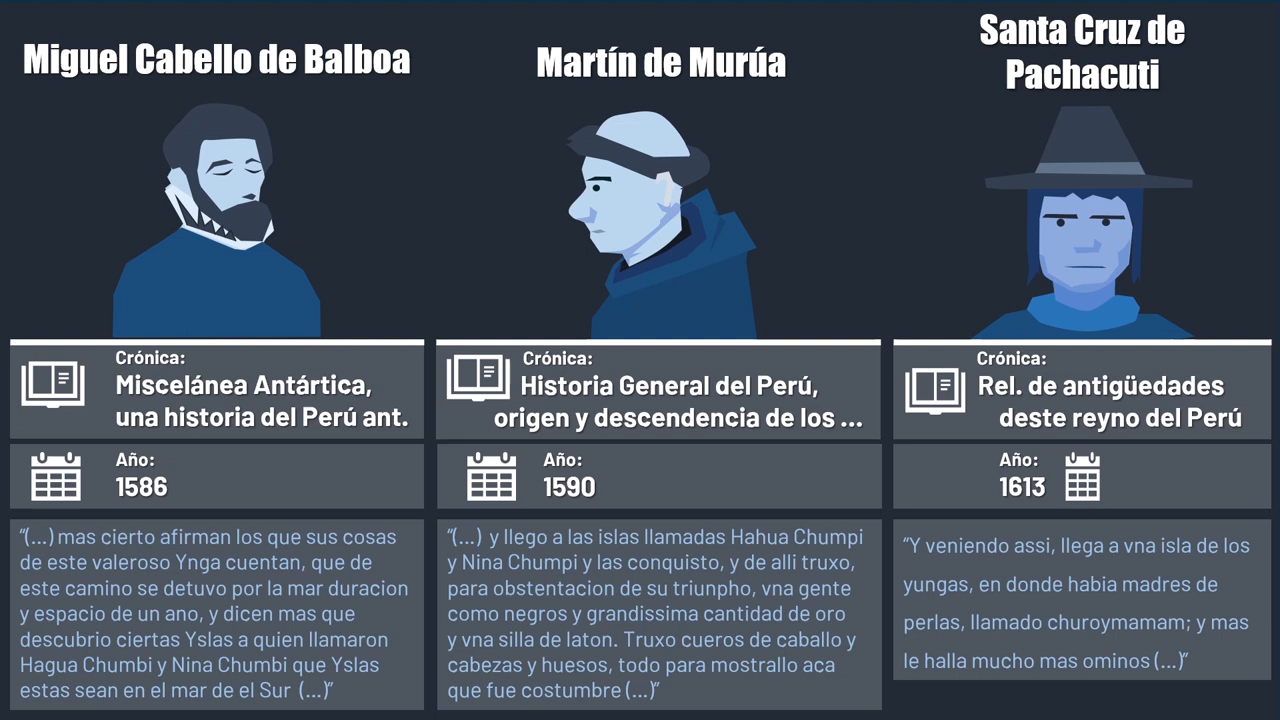 Miguel Cabello de Balboa
Crónica:
Miscelánea Antártica,
una historia del Perú ant.
Año:
1586
“(...) mas cierto afirman los que sus cosas
de este valeroso Ynga cuentan, que de
este camino se detuvo por la mar duracion
y espacio de un ano, y dicen mas que
descubrio ciertas Yslas a quien llamaron
Hagua Chumbi y Nina Chumbi que Yslas
estas sean en el mar de el Sur (...)”
Martín de Murúa
Crónica:
Historia General del Perú,
origen y descendencia de los ...
Año:
1590
“(...) y llego a las islas llamadas Hahua Chumpi
y Nina Chumpi y las conquisto, y de alli truxo,
para obstentacion de su triunpho, vna gente
como negros y grandissima cantidad de oro
y vna silla de laton. Truxo cueros de caballo y
cabezas y huesos, todo para mostrallo aca
que fue costumbre (...)”
Santa Cruz de
Pachacuti
Crónica:
Rel. de antigüedades
deste reyno del Perú
Año:
1613
“Y veniendo assi, llega a vna isla de los
yungas, en donde habia madres de
perlas, llamado churoymamam; y mas
le halla mucho mas ominos (...)”